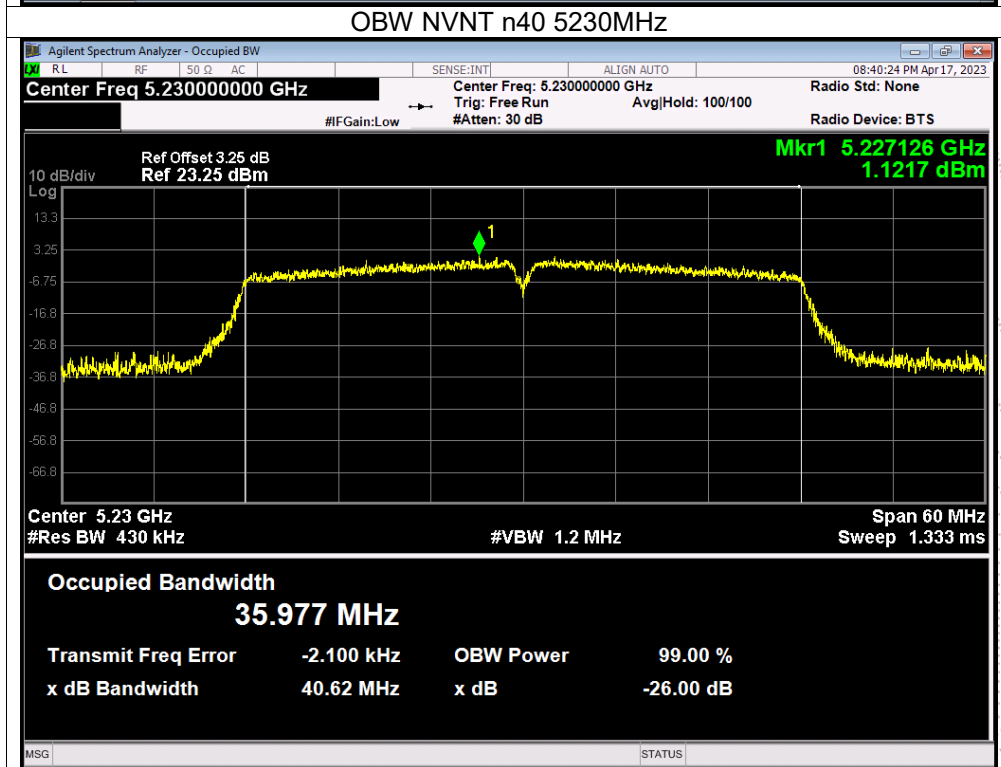 OBW NVNT n40 5230MHz
Agilent Spectrum Analyzer - Occupied BW
LXI RL RF 50 Ω AC SENSE:INT ALIGN AUTO 08:40:24 PM Apr 17, 2023
Center Freq 5.230000000 GHz Center Freq: 5.230000000 GHz Radio Std: None
Trig: Free Run Avg|Hold: 100/100
#IFGain:Low #Atten: 30 dB Radio Device: BTS
Ref Offset 3.25 dB Mkr1 5.227126 GHz
10 dB/div Ref 23.25 dBm 1.1217 dBm
Log
13.3
1
3.25
-6.75
-16.8
-26.8
-36.8
-46.8
-56.8
-66.8
Center 5.23 GHz Span 60 MHz
#Res BW 430 kHz #VBW 1.2 MHz Sweep 1.333 ms
Occupied Bandwidth
35.977 MHz
Transmit Freq Error -2.100 kHz OBW Power 99.00 %
x dB Bandwidth 40.62 MHz x dB -26.00 dB
MSG STATUS